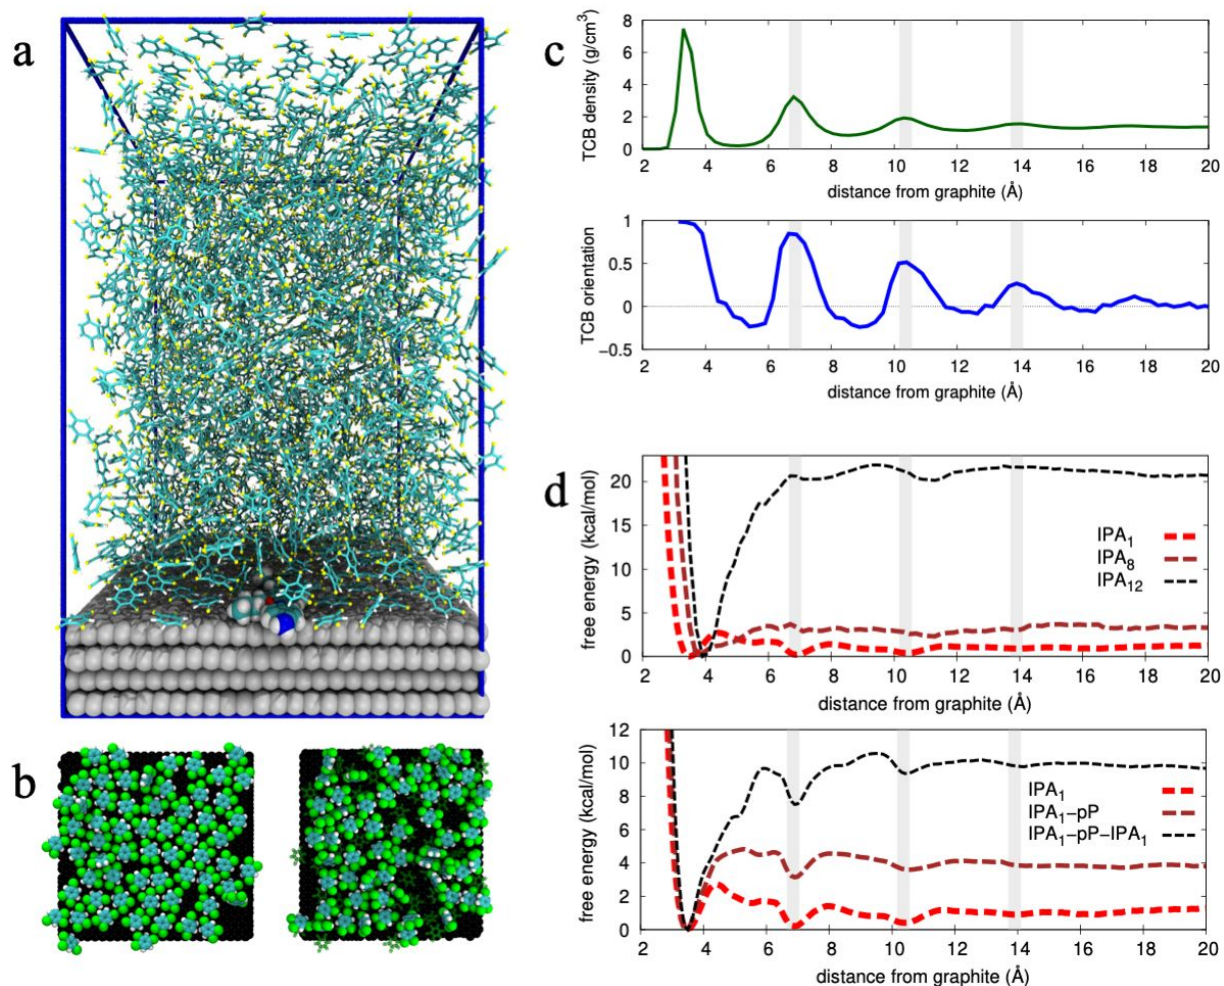 a
b
c
TCB density (g/cm³)
8
6
4
2
0
2 4 6 8 10 12 14 16 18 20
distance from graphite (Å)
TCB orientation
1
0.5
0
−0.5
2 4 6 8 10 12 14 16 18 20
distance from graphite (Å)
d
free energy (kcal/mol)
20
15
10
5
0
IPA₁
IPA₈
IPA₁₂
2 4 6 8 10 12 14 16 18 20
distance from graphite (Å)
free energy (kcal/mol)
12
10
8
6
4
2
0
IPA₁
IPA₁−pP
IPA₁−pP−IPA₁
2 4 6 8 10 12 14 16 18 20
distance from graphite (Å)